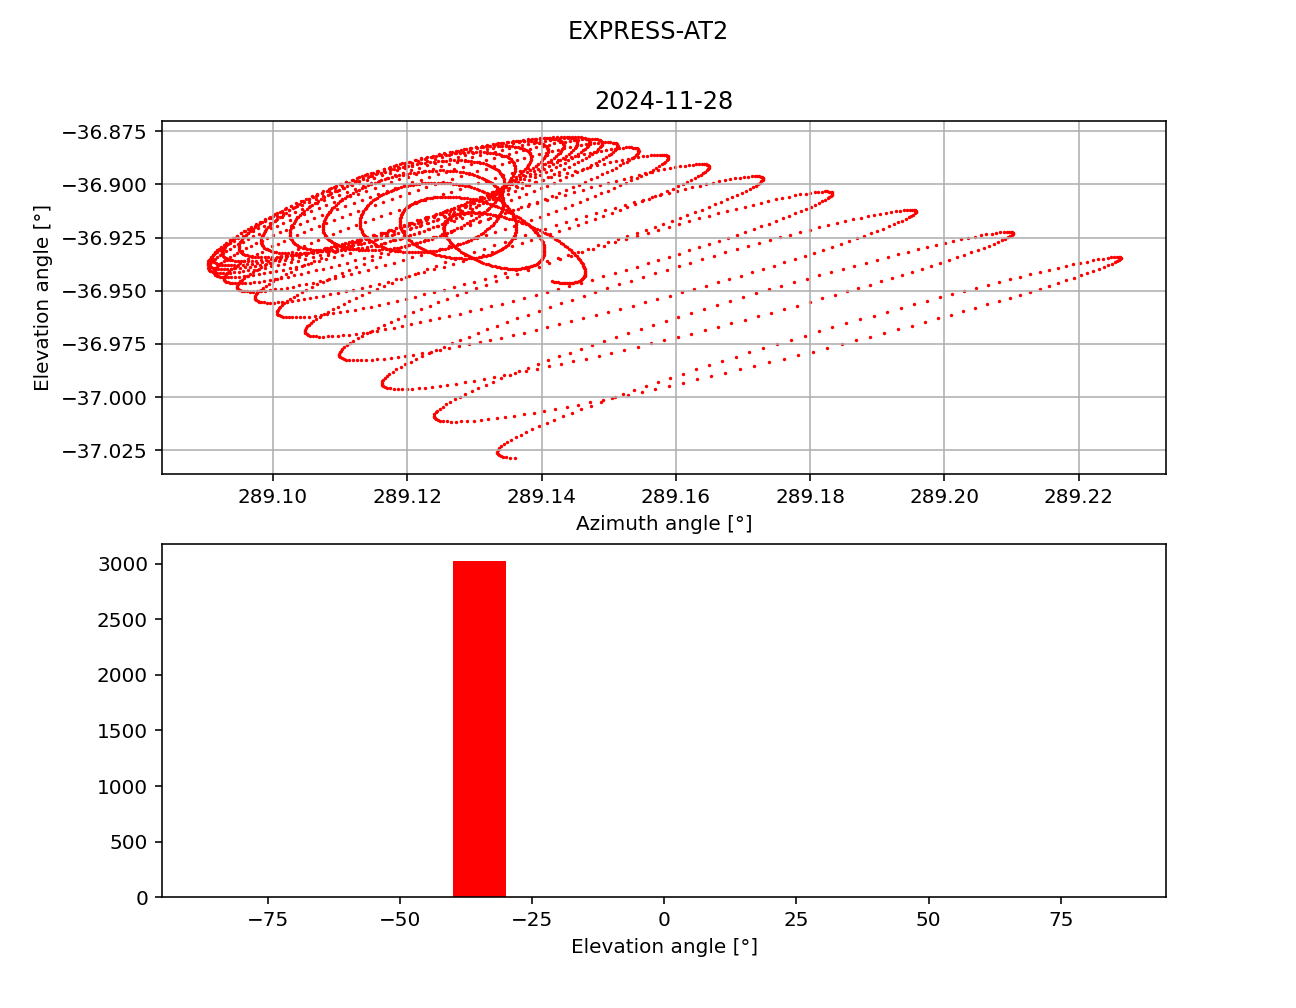 EXPRESS-AT2
2024-11-28
−36.875
−36.900
−36.925
−36.950
−36.975
−37.000
−37.025
Elevation angle [°]
289.10 289.12 289.14 289.16 289.18 289.20 289.22
Azimuth angle [°]
3000
2500
2000
1500
1000
500
0
−75 −50 −25 0 25 50 75
Elevation angle [°]